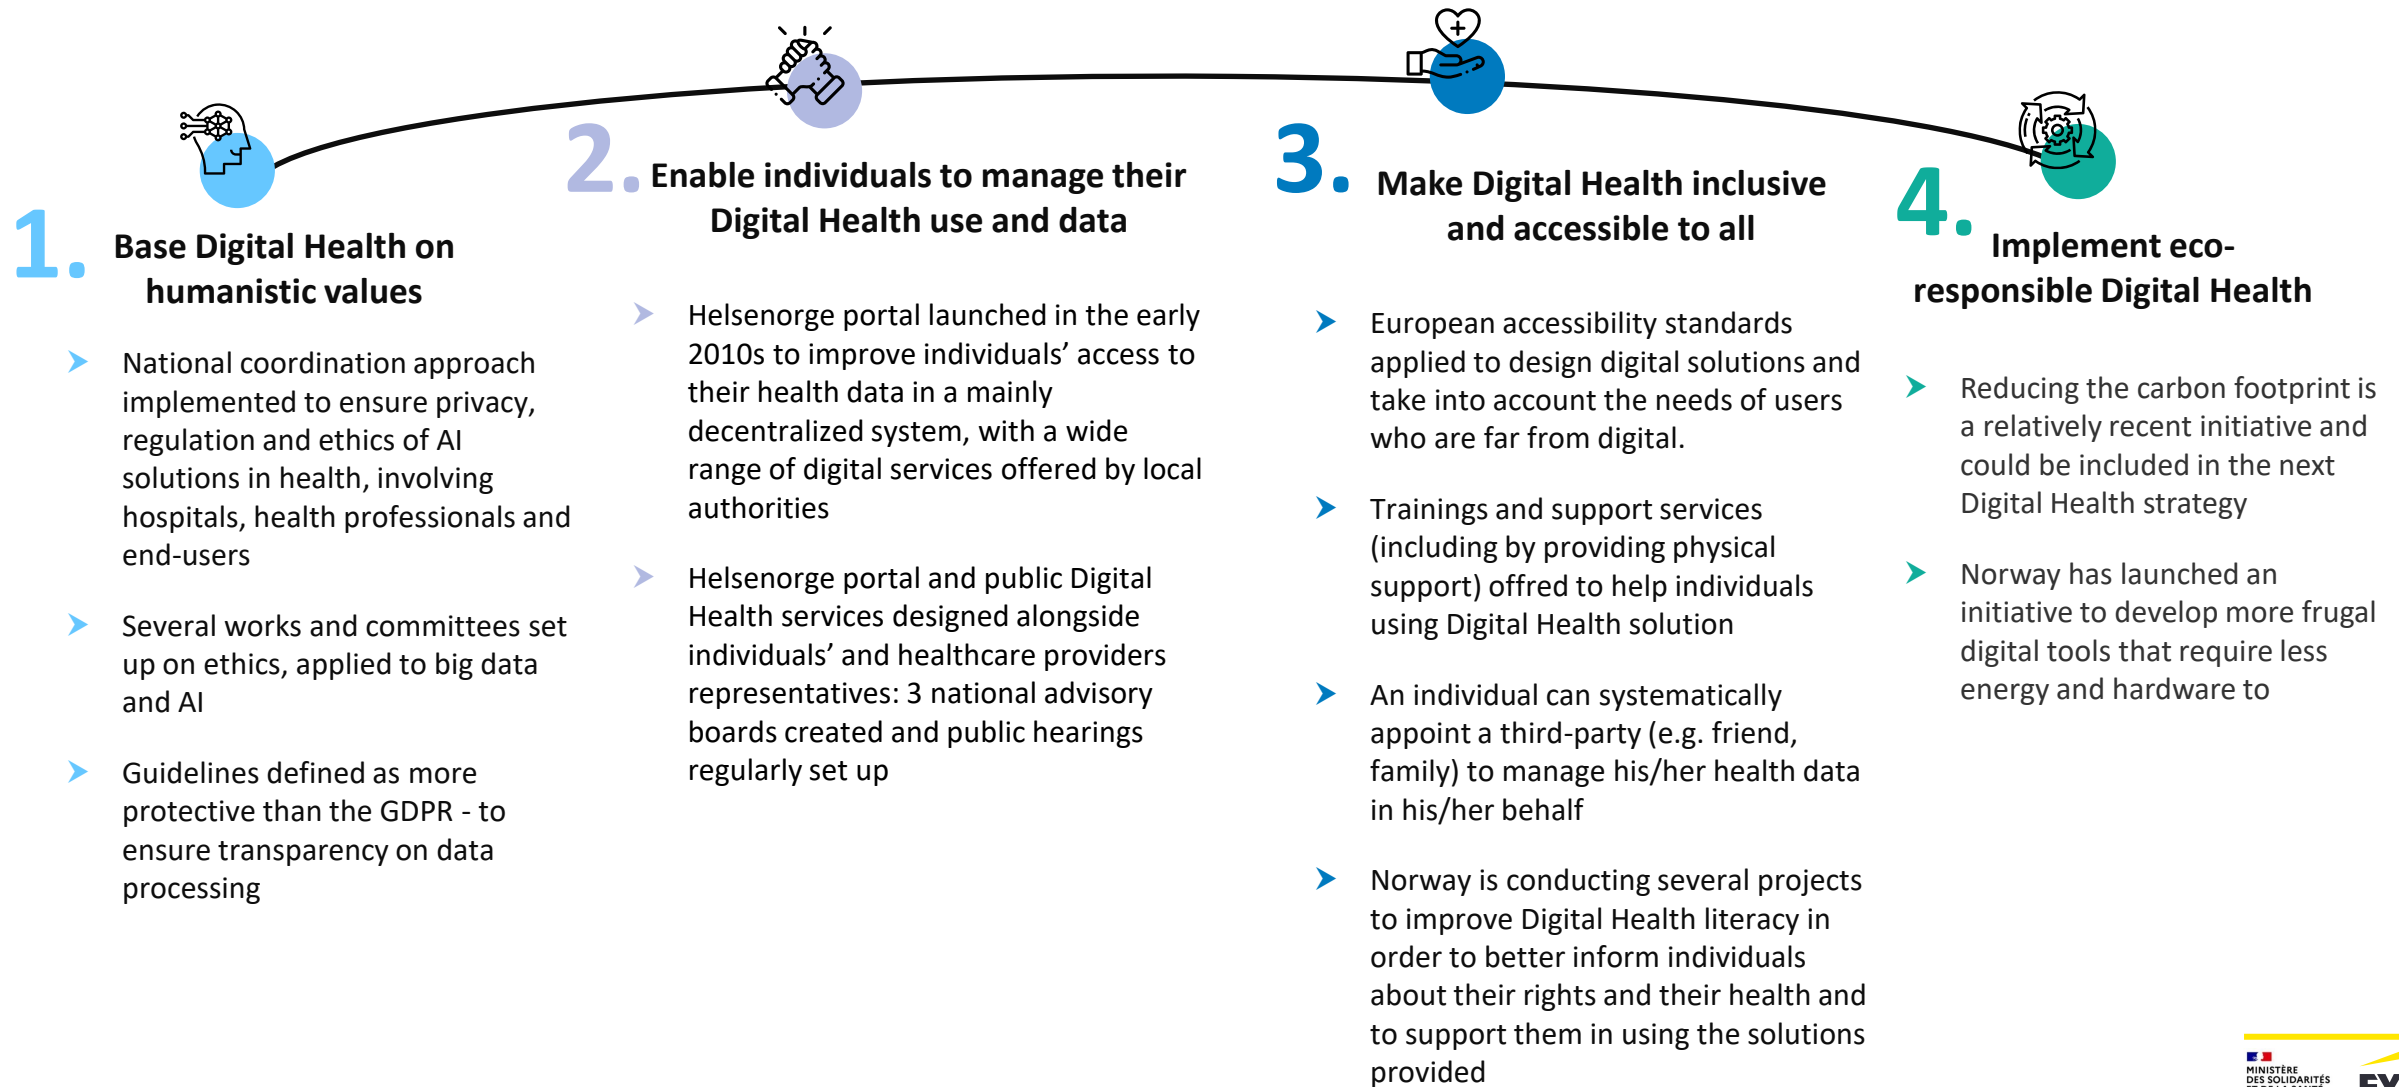 1.
Base Digital Health on
humanistic values
National coordination approach
implemented to ensure privacy,
regulation and ethics of AI
solutions in health, involving
hospitals, health professionals and
end-users
Several works and committees set
up on ethics, applied to big data
and AI
Guidelines defined as more
protective than the GDPR - to
ensure transparency on data
processing
2.
Enable individuals to manage their
Digital Health use and data
Helsenorge portal launched in the early
2010s to improve individuals’ access to
their health data in a mainly
decentralized system, with a wide
range of digital services offered by local
authorities
Helsenorge portal and public Digital
Health services designed alongside
individuals’ and healthcare providers
representatives: 3 national advisory
boards created and public hearings
regularly set up
3.
Make Digital Health inclusive
and accessible to all
European accessibility standards
applied to design digital solutions and
take into account the needs of users
who are far from digital.
Trainings and support services
(including by providing physical
support) offred to help individuals
using Digital Health solution
An individual can systematically
appoint a third-party (e.g. friend,
family) to manage his/her health data
in his/her behalf
Norway is conducting several projects
to improve Digital Health literacy in
order to better inform individuals
about their rights and their health and
to support them in using the solutions
provided
4.
Implement eco-
responsible Digital Health
Reducing the carbon footprint is
a relatively recent initiative and
could be included in the next
Digital Health strategy
Norway has launched an
initiative to develop more frugal
digital tools that require less
energy and hardware to
MINISTÈRE
DES SOLIDARITÉS